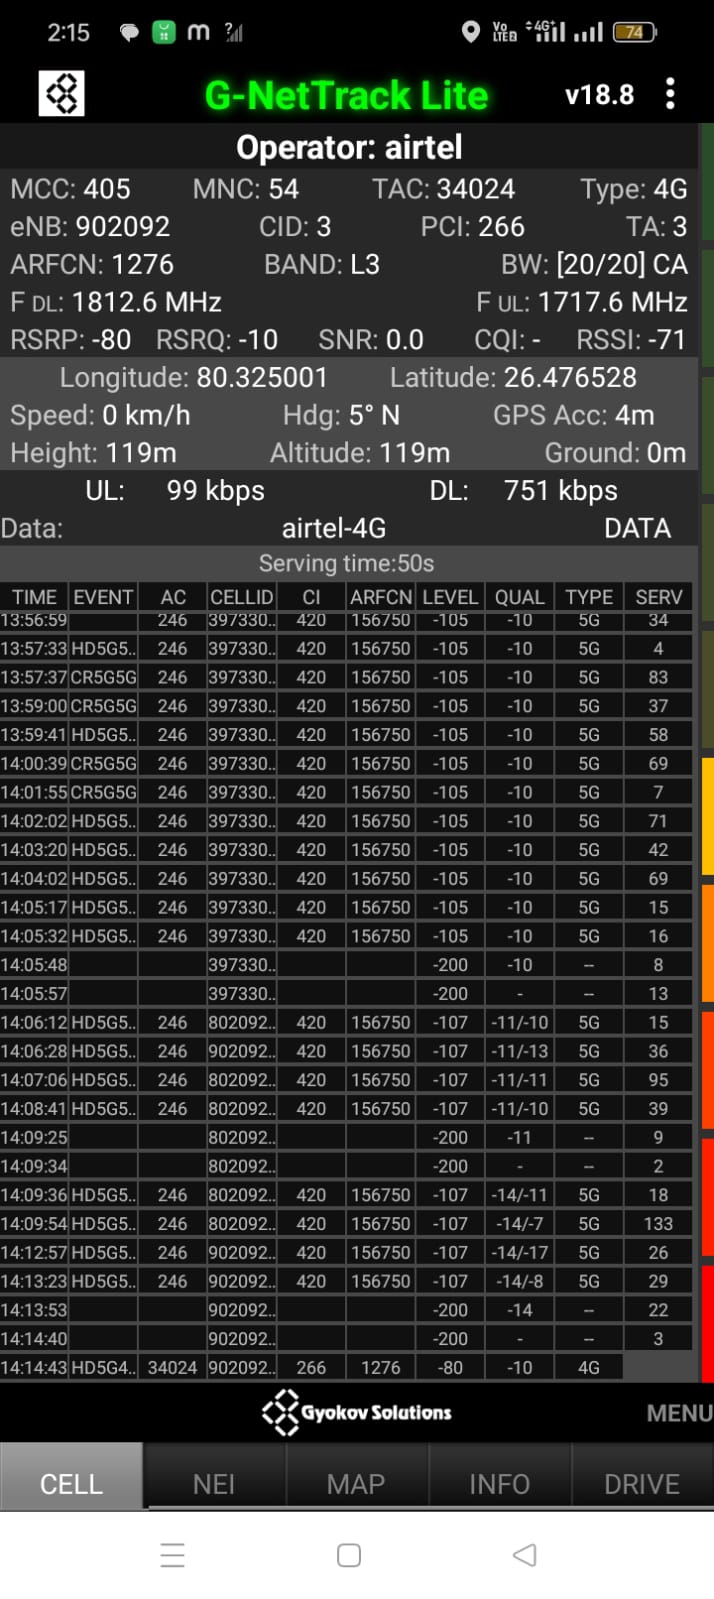 2:15 m ? Vo LTED 4G+ 74
G-NetTrack Lite v18.8
Operator: airtel
MCC: 405 MNC: 54 TAC: 34024 Type: 4G
eNB: 902092 CID: 3 PCI: 266 TA: 3
ARFCN: 1276 BAND: L3 BW: [20/20] CA
F DL: 1812.6 MHz F UL: 1717.6 MHz
RSRP: -80 RSRQ: -10 SNR: 0.0 CQI: - RSSI: -71
Longitude: 80.325001 Latitude: 26.476528
Speed: 0 km/h Hdg: 5° N GPS Acc: 4m
Height: 119m Altitude: 119m Ground: 0m
UL: 99 kbps DL: 751 kbps
Data: airtel-4G DATA
Serving time:50s
TIME EVENT AC CELLID CI ARFCN LEVEL QUAL TYPE SERV
13:56:59 246 397330.. 420 156750 -105 -10 5G 34
13:57:33 HD5G5.. 246 397330.. 420 156750 -105 -10 5G 4
13:57:37 CR5G5G 246 397330.. 420 156750 -105 -10 5G 83
13:59:00 CR5G5G 246 397330.. 420 156750 -105 -10 5G 37
13:59:41 HD5G5.. 246 397330.. 420 156750 -105 -10 5G 58
14:00:39 CR5G5G 246 397330.. 420 156750 -105 -10 5G 69
14:01:55 CR5G5G 246 397330.. 420 156750 -105 -10 5G 7
14:02:02 HD5G5.. 246 397330.. 420 156750 -105 -10 5G 71
14:03:20 HD5G5.. 246 397330.. 420 156750 -105 -10 5G 42
14:04:02 HD5G5.. 246 397330.. 420 156750 -105 -10 5G 69
14:05:17 HD5G5.. 246 397330.. 420 156750 -105 -10 5G 15
14:05:32 HD5G5.. 246 397330.. 420 156750 -105 -10 5G 16
14:05:48 397330.. -200 -10 -- 8
14:05:57 397330.. -200 - -- 13
14:06:12 HD5G5.. 246 802092.. 420 156750 -107 -11/-10 5G 15
14:06:28 HD5G5.. 246 902092.. 420 156750 -107 -11/-13 5G 36
14:07:06 HD5G5.. 246 802092.. 420 156750 -107 -11/-11 5G 95
14:08:41 HD5G5.. 246 802092.. 420 156750 -107 -11/-10 5G 39
14:09:25 802092.. -200 -11 -- 9
14:09:34 802092.. -200 - -- 2
14:09:36 HD5G5.. 246 802092.. 420 156750 -107 -14/-11 5G 18
14:09:54 HD5G5.. 246 802092.. 420 156750 -107 -14/-7 5G 133
14:12:57 HD5G5.. 246 902092.. 420 156750 -107 -14/-17 5G 26
14:13:23 HD5G5.. 246 902092.. 420 156750 -107 -14/-8 5G 29
14:13:53 902092.. -200 -14 -- 22
14:14:40 902092.. -200 - -- 3
14:14:43 HD5G4.. 34024 902092.. 266 1276 -80 -10 4G
Gyokov Solutions MENU
CELL NEI MAP INFO DRIVE